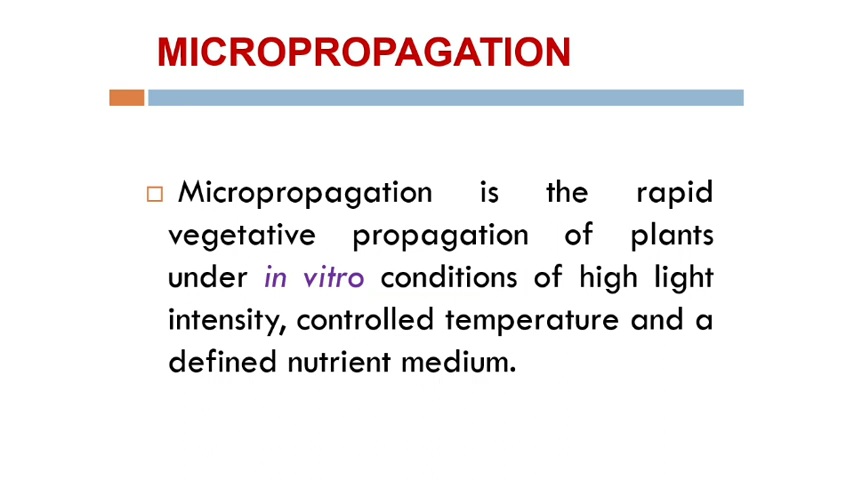 MICROPROPAGATION
Micropropagation is the rapid
vegetative propagation of plants
under in vitro conditions of high light
intensity, controlled temperature and a
defined nutrient medium.